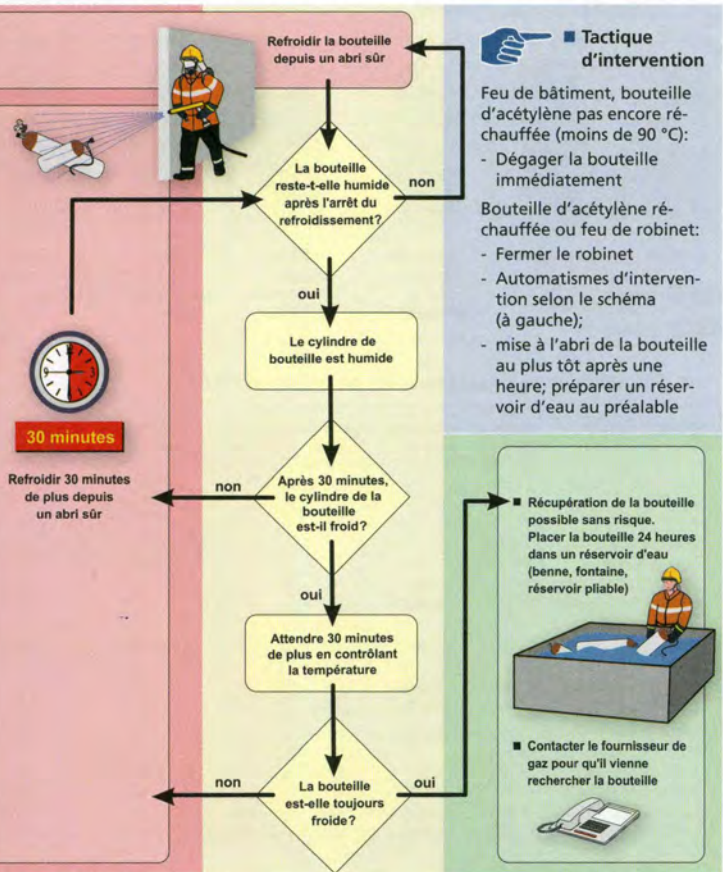 Refroidir la bouteille
depuis un abri sûr
La bouteille
reste-t-elle humide
après l'arrêt du
refroidissement?
non
oui
Le cylindre de
bouteille est humide
30 minutes
Refroidir 30 minutes
de plus depuis
un abri sûr
Après 30 minutes,
le cylindre de la
bouteille
est-il froid?
non
oui
Attendre 30 minutes
de plus en contrôlant
la température
La bouteille
est-elle toujours
froide?
non
oui
■ Tactique
d'intervention
Feu de bâtiment, bouteille
d'acétylène pas encore ré-
chauffée (moins de 90 °C):
- Dégager la bouteille
immédiatement
Bouteille d'acétylène ré-
chauffée ou feu de robinet:
- Fermer le robinet
- Automatismes d'interven-
tion selon le schéma
(à gauche);
- mise à l'abri de la bouteille
au plus tôt après une
heure; préparer un réser-
voir d'eau au préalable
■ Récupération de la bouteille
possible sans risque.
Placer la bouteille 24 heures
dans un réservoir d'eau
(benne, fontaine,
réservoir pliable)
■ Contacter le fournisseur de
gaz pour qu'il vienne
rechercher la bouteille